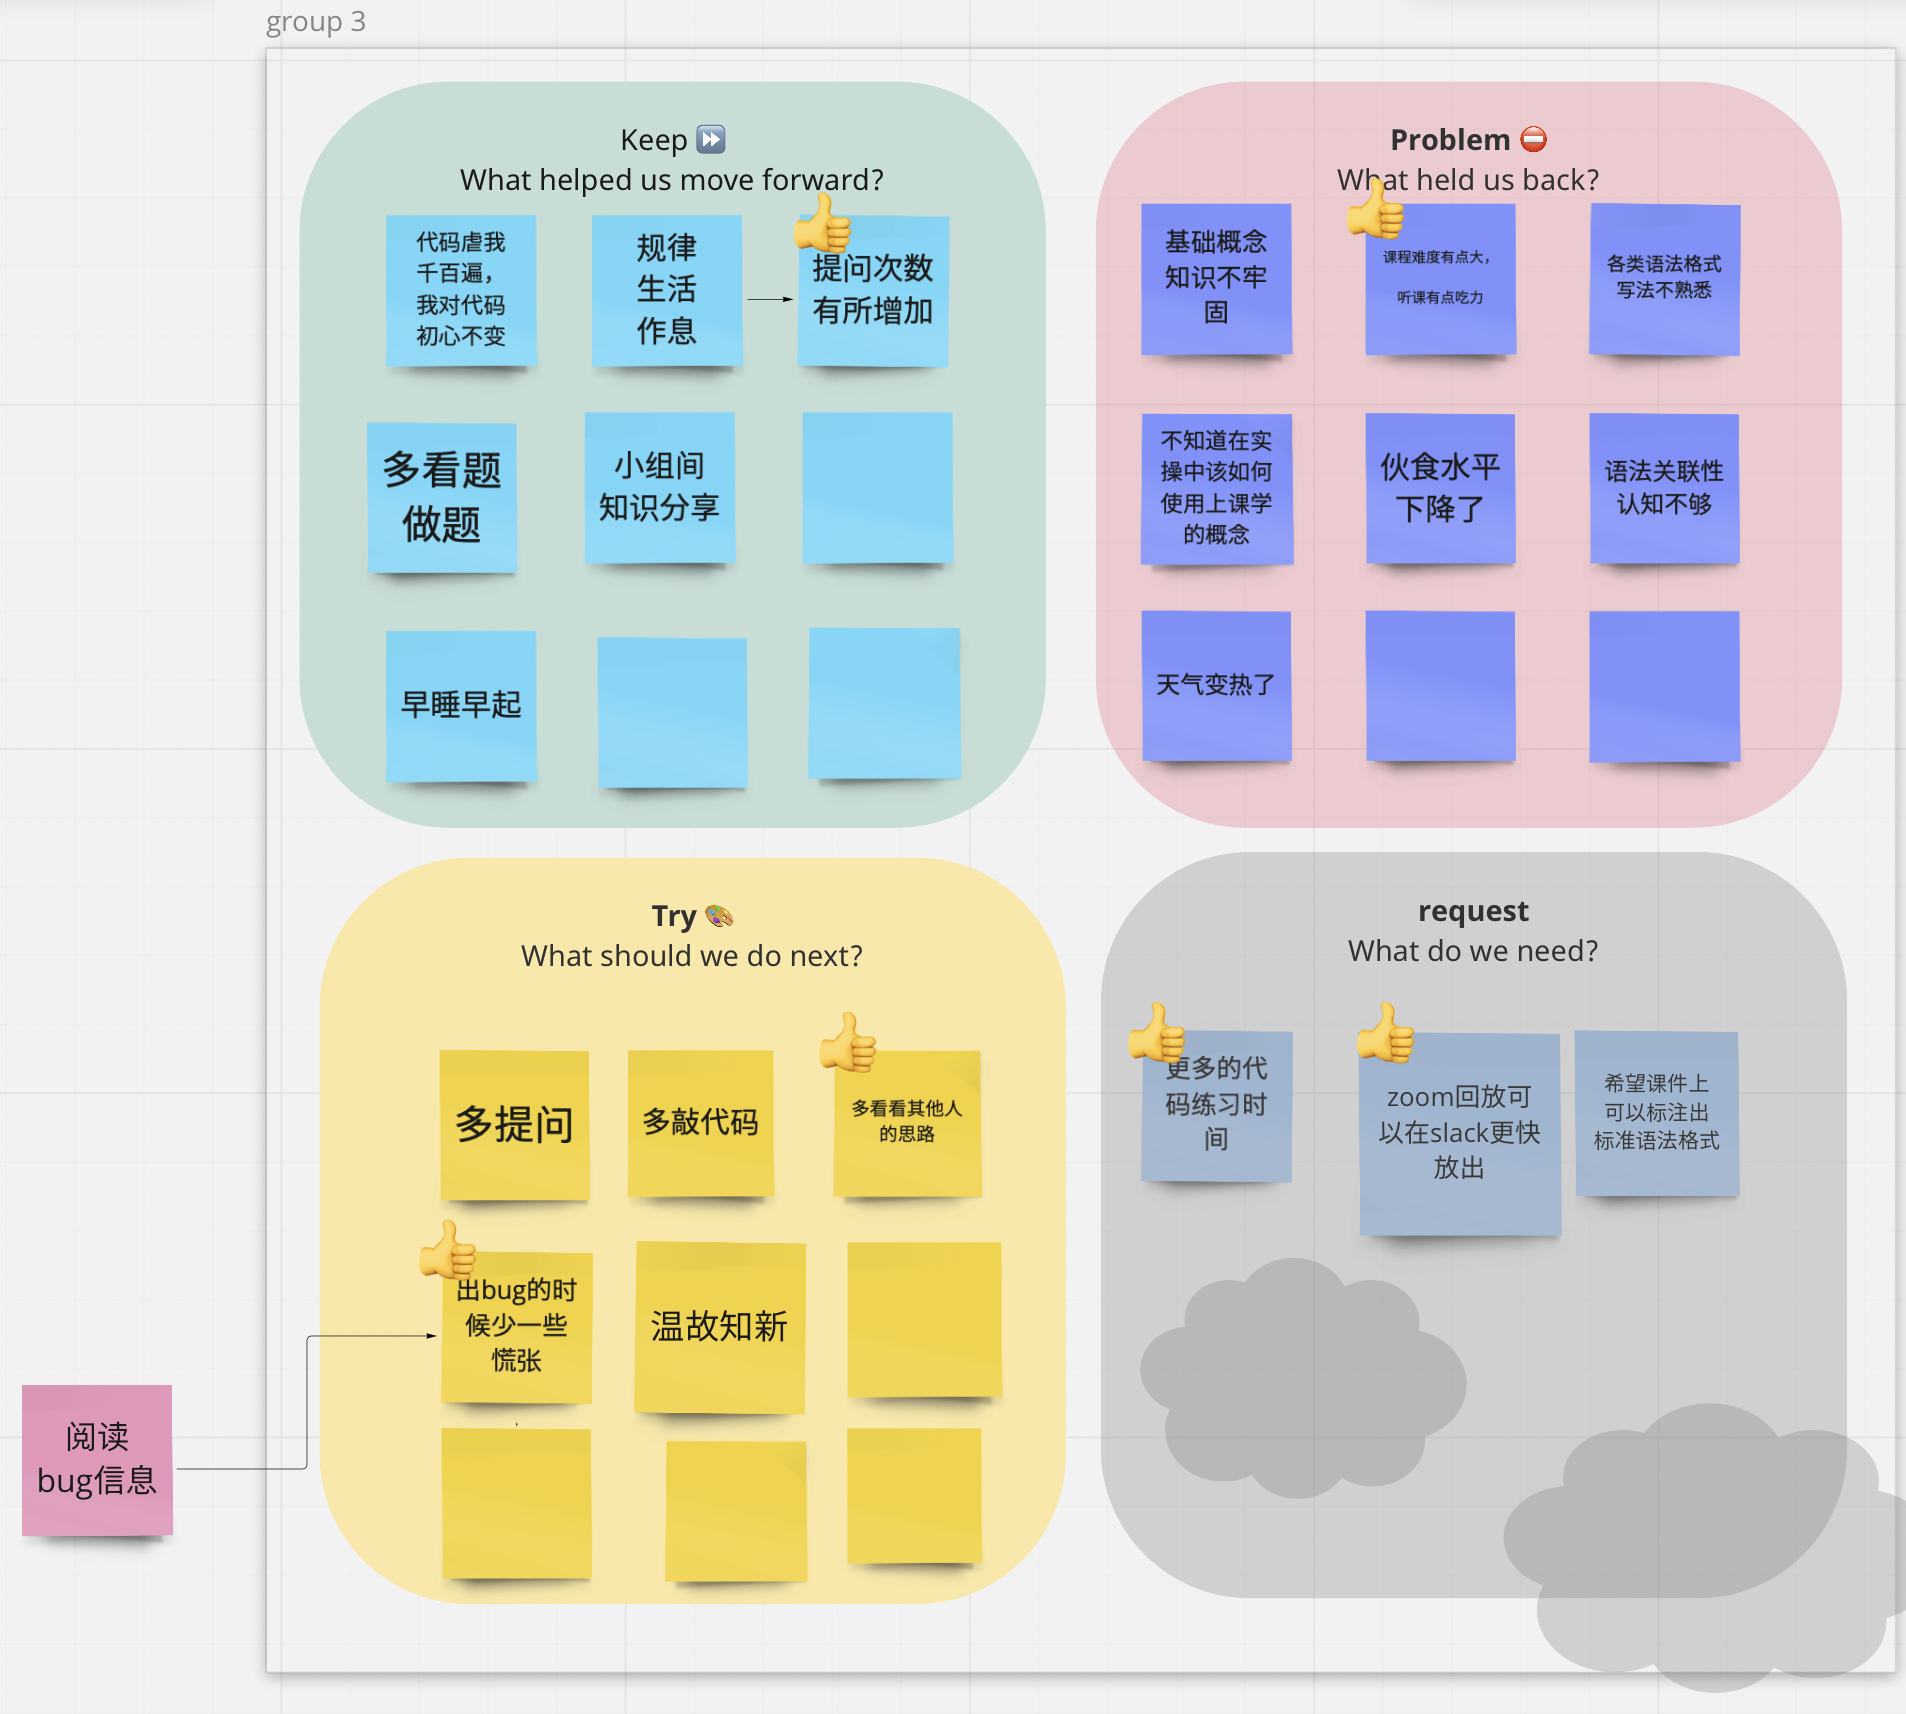 group 3
Keep
What helped us move forward?
代码虐我
千百遍，
我对代码
初心不变
规律
生活
作息
提问次数
有所增加
多看题
做题
小组间
知识分享
早睡早起
Problem
What held us back?
基础概念
知识不牢
固
课程难度有点大，
听课有点吃力
各类语法格式
写法不熟悉
不知道在实
操中该如何
使用上课学
的概念
伙食水平
下降了
语法关联性
认知不够
天气变热了
Try
What should we do next?
多提问
多敲代码
多看看其他人
的思路
出bug的时
候少一些
慌张
温故知新
阅读
bug信息
request
What do we need?
更多的代
码练习时
间
zoom回放可
以在slack更快
放出
希望课件上
可以标注出
标准语法格式